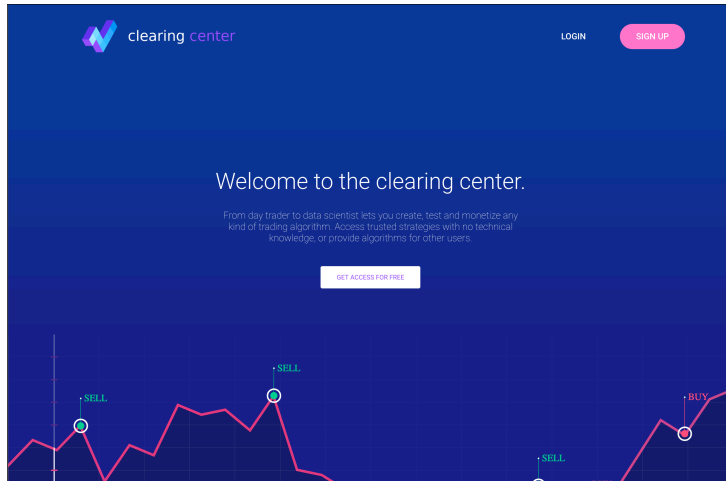 clearing center
LOGIN
SIGN UP
Welcome to the clearing center.
From day trader to data scientist lets you create, test and monetize any
kind of trading algorithm. Access trusted strategies with no technical
knowledge, or provide algorithms for other users.
GET ACCESS FOR FREE
SELL
SELL
BUY
SELL